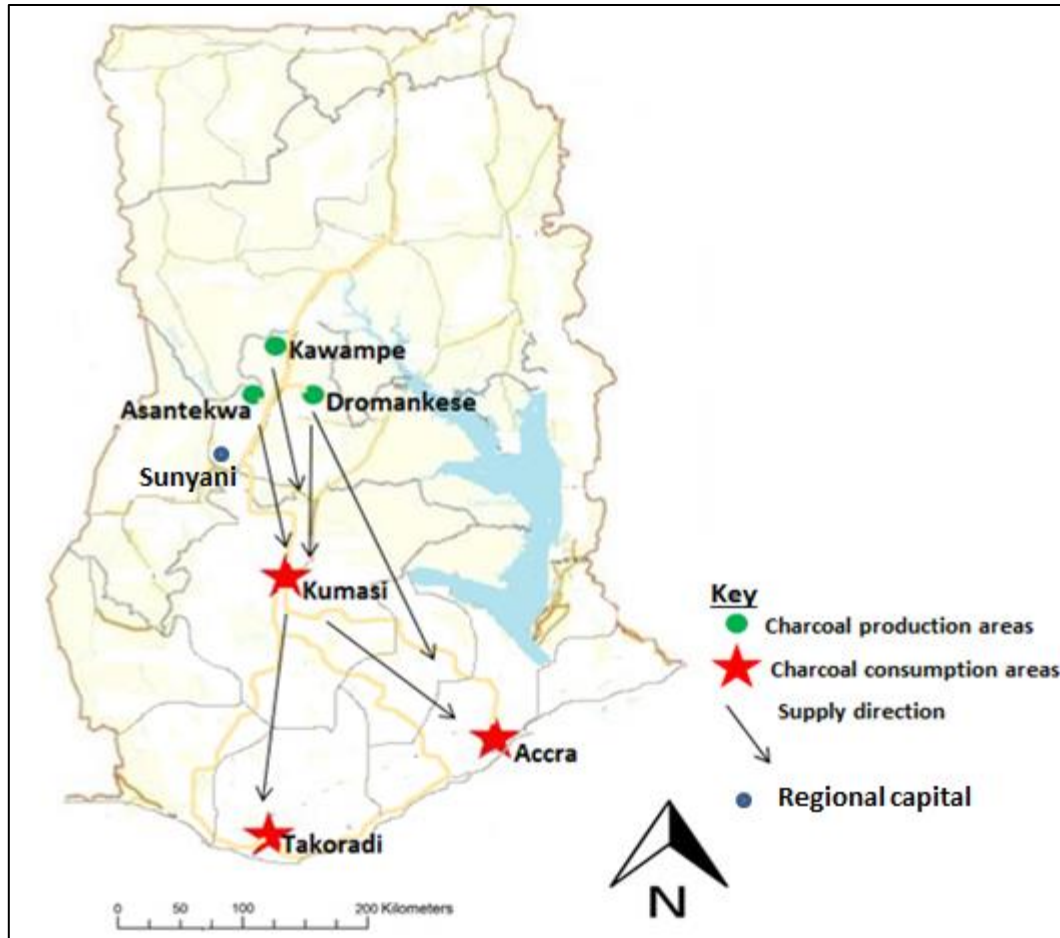 Kawampe
Asantekwa
Dromankese
Sunyani
Kumasi
Accra
Takoradi
Key
Charcoal production areas
Charcoal consumption areas
Supply direction
Regional capital
N
0 50 100 200 Kilometers